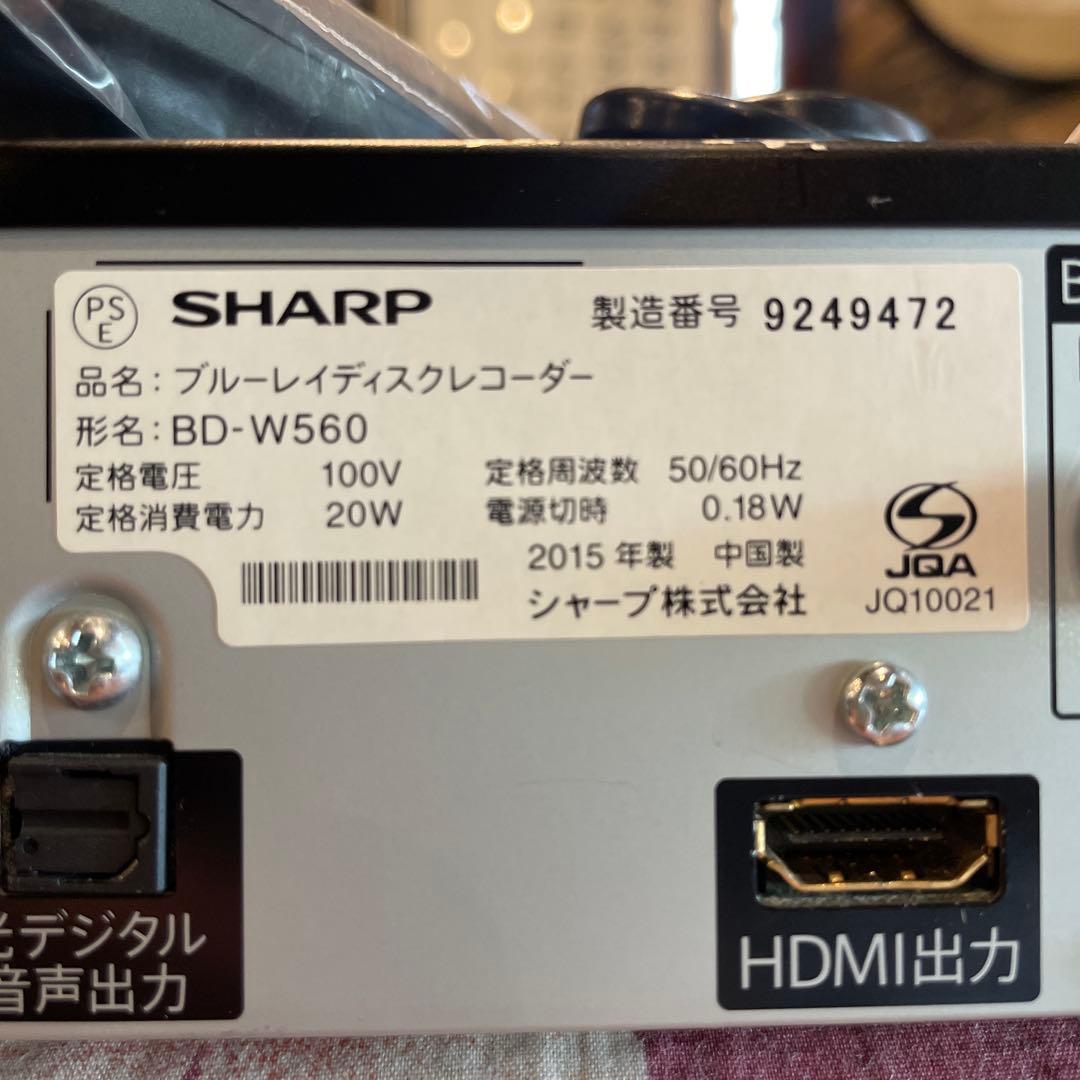 PS
E
SHARP
製造番号 9249472
品名：ブルーレイディスクレコーダー
形名：BD-W560
定格電圧 100V 定格周波数 50/60Hz
定格消費電力 20W 電源切時 0.18W
2015 年製 中国製
シャープ株式会社
JQA
JQ10021
光デジタル
音声出力
HDMI出力